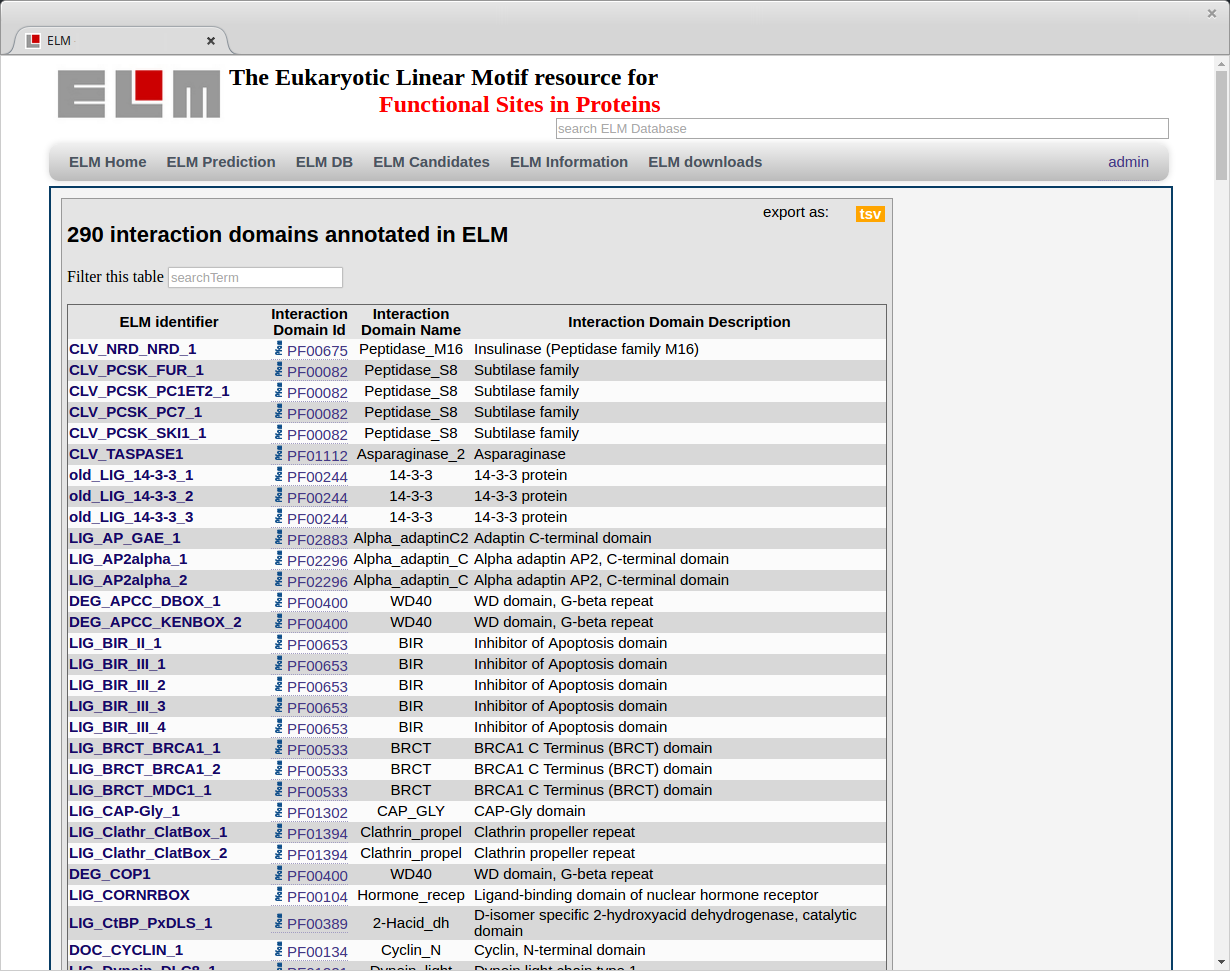 ELM
ELM
The Eukaryotic Linear Motif resource for
Functional Sites in Proteins
search ELM Database
ELM Home ELM Prediction ELM DB ELM Candidates ELM Information ELM downloads admin
export as: tsv
290 interaction domains annotated in ELM
Filter this table searchTerm
ELM identifier Interaction Domain Id Interaction Domain Name Interaction Domain Description
CLV_NRD_NRD_1 PF00675 Peptidase_M16 Insulinase (Peptidase family M16)
CLV_PCSK_FUR_1 PF00082 Peptidase_S8 Subtilase family
CLV_PCSK_PC1ET2_1 PF00082 Peptidase_S8 Subtilase family
CLV_PCSK_PC7_1 PF00082 Peptidase_S8 Subtilase family
CLV_PCSK_SKI1_1 PF00082 Peptidase_S8 Subtilase family
CLV_TASPASE1 PF01112 Asparaginase_2 Asparaginase
old_LIG_14-3-3_1 PF00244 14-3-3 14-3-3 protein
old_LIG_14-3-3_2 PF00244 14-3-3 14-3-3 protein
old_LIG_14-3-3_3 PF00244 14-3-3 14-3-3 protein
LIG_AP_GAE_1 PF02883 Alpha_adaptinC2 Adaptin C-terminal domain
LIG_AP2alpha_1 PF02296 Alpha_adaptin_C Alpha adaptin AP2, C-terminal domain
LIG_AP2alpha_2 PF02296 Alpha_adaptin_C Alpha adaptin AP2, C-terminal domain
DEG_APCC_DBOX_1 PF00400 WD40 WD domain, G-beta repeat
DEG_APCC_KENBOX_2 PF00400 WD40 WD domain, G-beta repeat
LIG_BIR_II_1 PF00653 BIR Inhibitor of Apoptosis domain
LIG_BIR_III_1 PF00653 BIR Inhibitor of Apoptosis domain
LIG_BIR_III_2 PF00653 BIR Inhibitor of Apoptosis domain
LIG_BIR_III_3 PF00653 BIR Inhibitor of Apoptosis domain
LIG_BIR_III_4 PF00653 BIR Inhibitor of Apoptosis domain
LIG_BRCT_BRCA1_1 PF00533 BRCT BRCA1 C Terminus (BRCT) domain
LIG_BRCT_BRCA1_2 PF00533 BRCT BRCA1 C Terminus (BRCT) domain
LIG_BRCT_MDC1_1 PF00533 BRCT BRCA1 C Terminus (BRCT) domain
LIG_CAP-Gly_1 PF01302 CAP_GLY CAP-Gly domain
LIG_Clathr_ClatBox_1 PF01394 Clathrin_propel Clathrin propeller repeat
LIG_Clathr_ClatBox_2 PF01394 Clathrin_propel Clathrin propeller repeat
DEG_COP1 PF00400 WD40 WD domain, G-beta repeat
LIG_CORNRBOX PF00104 Hormone_recep Ligand-binding domain of nuclear hormone receptor
LIG_CtBP_PxDLS_1 PF00389 2-Hacid_dh D-isomer specific 2-hydroxyacid dehydrogenase, catalytic
domain
DOC_CYCLIN_1 PF00134 Cyclin_N Cyclin, N-terminal domain